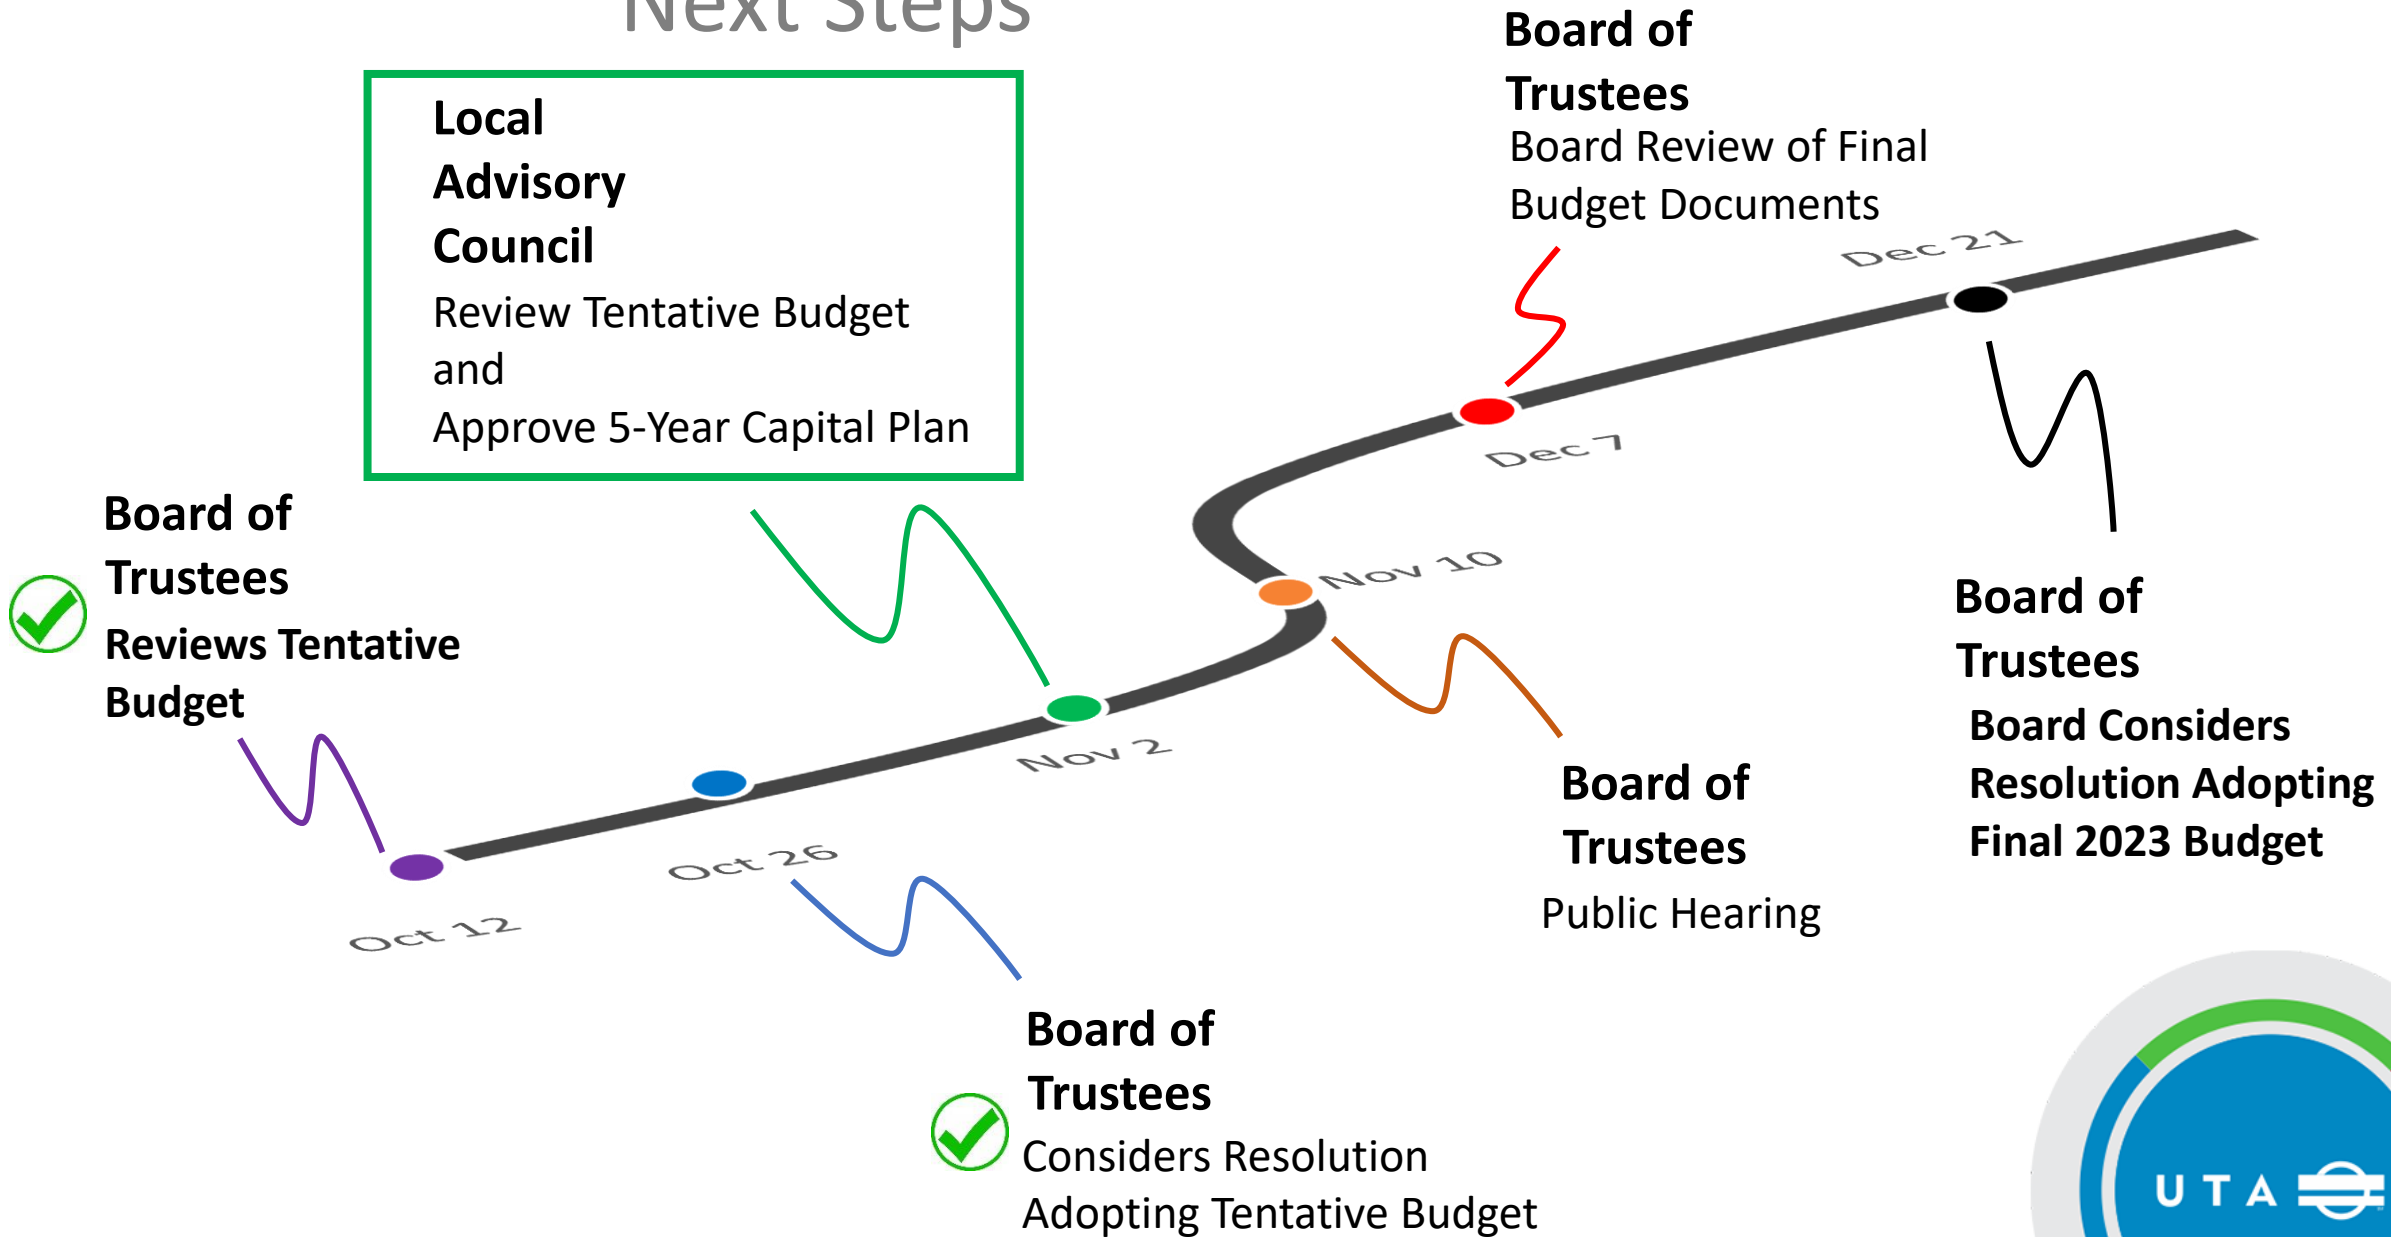 Next Steps
Local
Advisory
Council
Review Tentative Budget
and
Approve 5-Year Capital Plan
Board of
Trustees
Board Review of Final
Budget Documents
Dec 21
Dec 7
Board of
Trustees
Reviews Tentative
Budget
Nov 10
Nov 2
Oct 26
Oct 12
Board of
Trustees
Board Considers
Resolution Adopting
Final 2023 Budget
Board of
Trustees
Public Hearing
Board of
Trustees
Considers Resolution
Adopting Tentative Budget
UTA